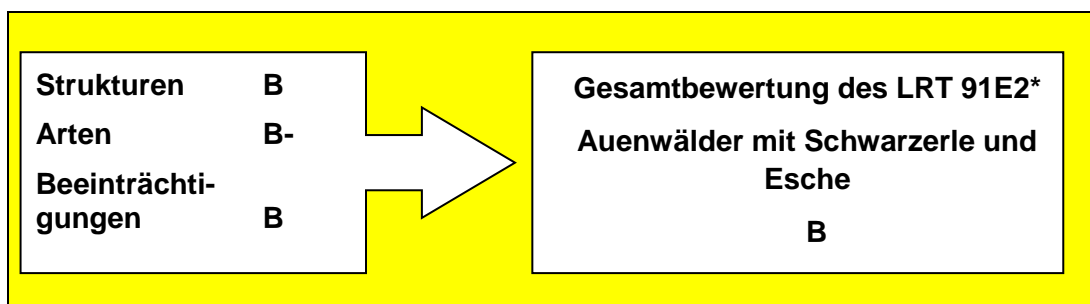 Strukturen B
Arten B-
Beeinträchti-
gungen B
Gesamtbewertung des LRT 91E2*
Auenwälder mit Schwarzerle und
Esche
B